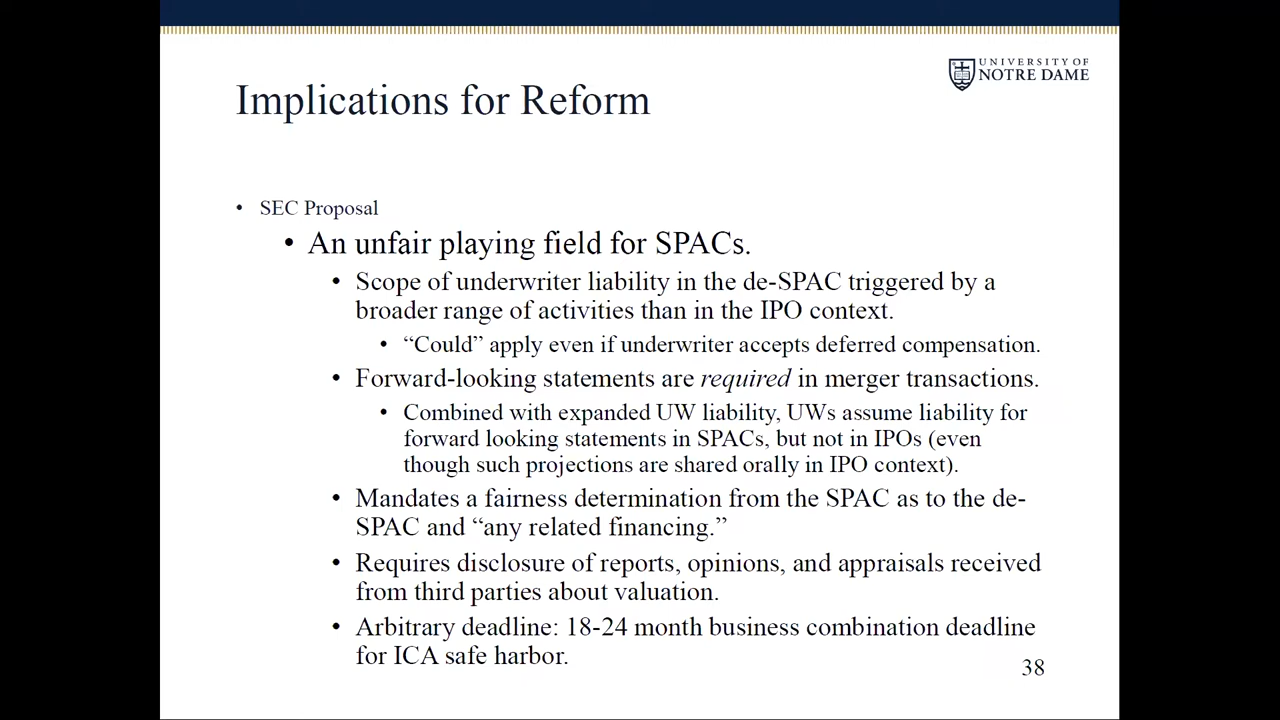 UNIVERSITY OF
NOTRE DAME
Implications for Reform
• SEC Proposal
• An unfair playing field for SPACs.
• Scope of underwriter liability in the de-SPAC triggered by a
broader range of activities than in the IPO context.
• “Could” apply even if underwriter accepts deferred compensation.
• Forward-looking statements are required in merger transactions.
• Combined with expanded UW liability, UWs assume liability for
forward looking statements in SPACs, but not in IPOs (even
though such projections are shared orally in IPO context).
• Mandates a fairness determination from the SPAC as to the de-
SPAC and “any related financing.”
• Requires disclosure of reports, opinions, and appraisals received
from third parties about valuation.
• Arbitrary deadline: 18-24 month business combination deadline
for ICA safe harbor.
38